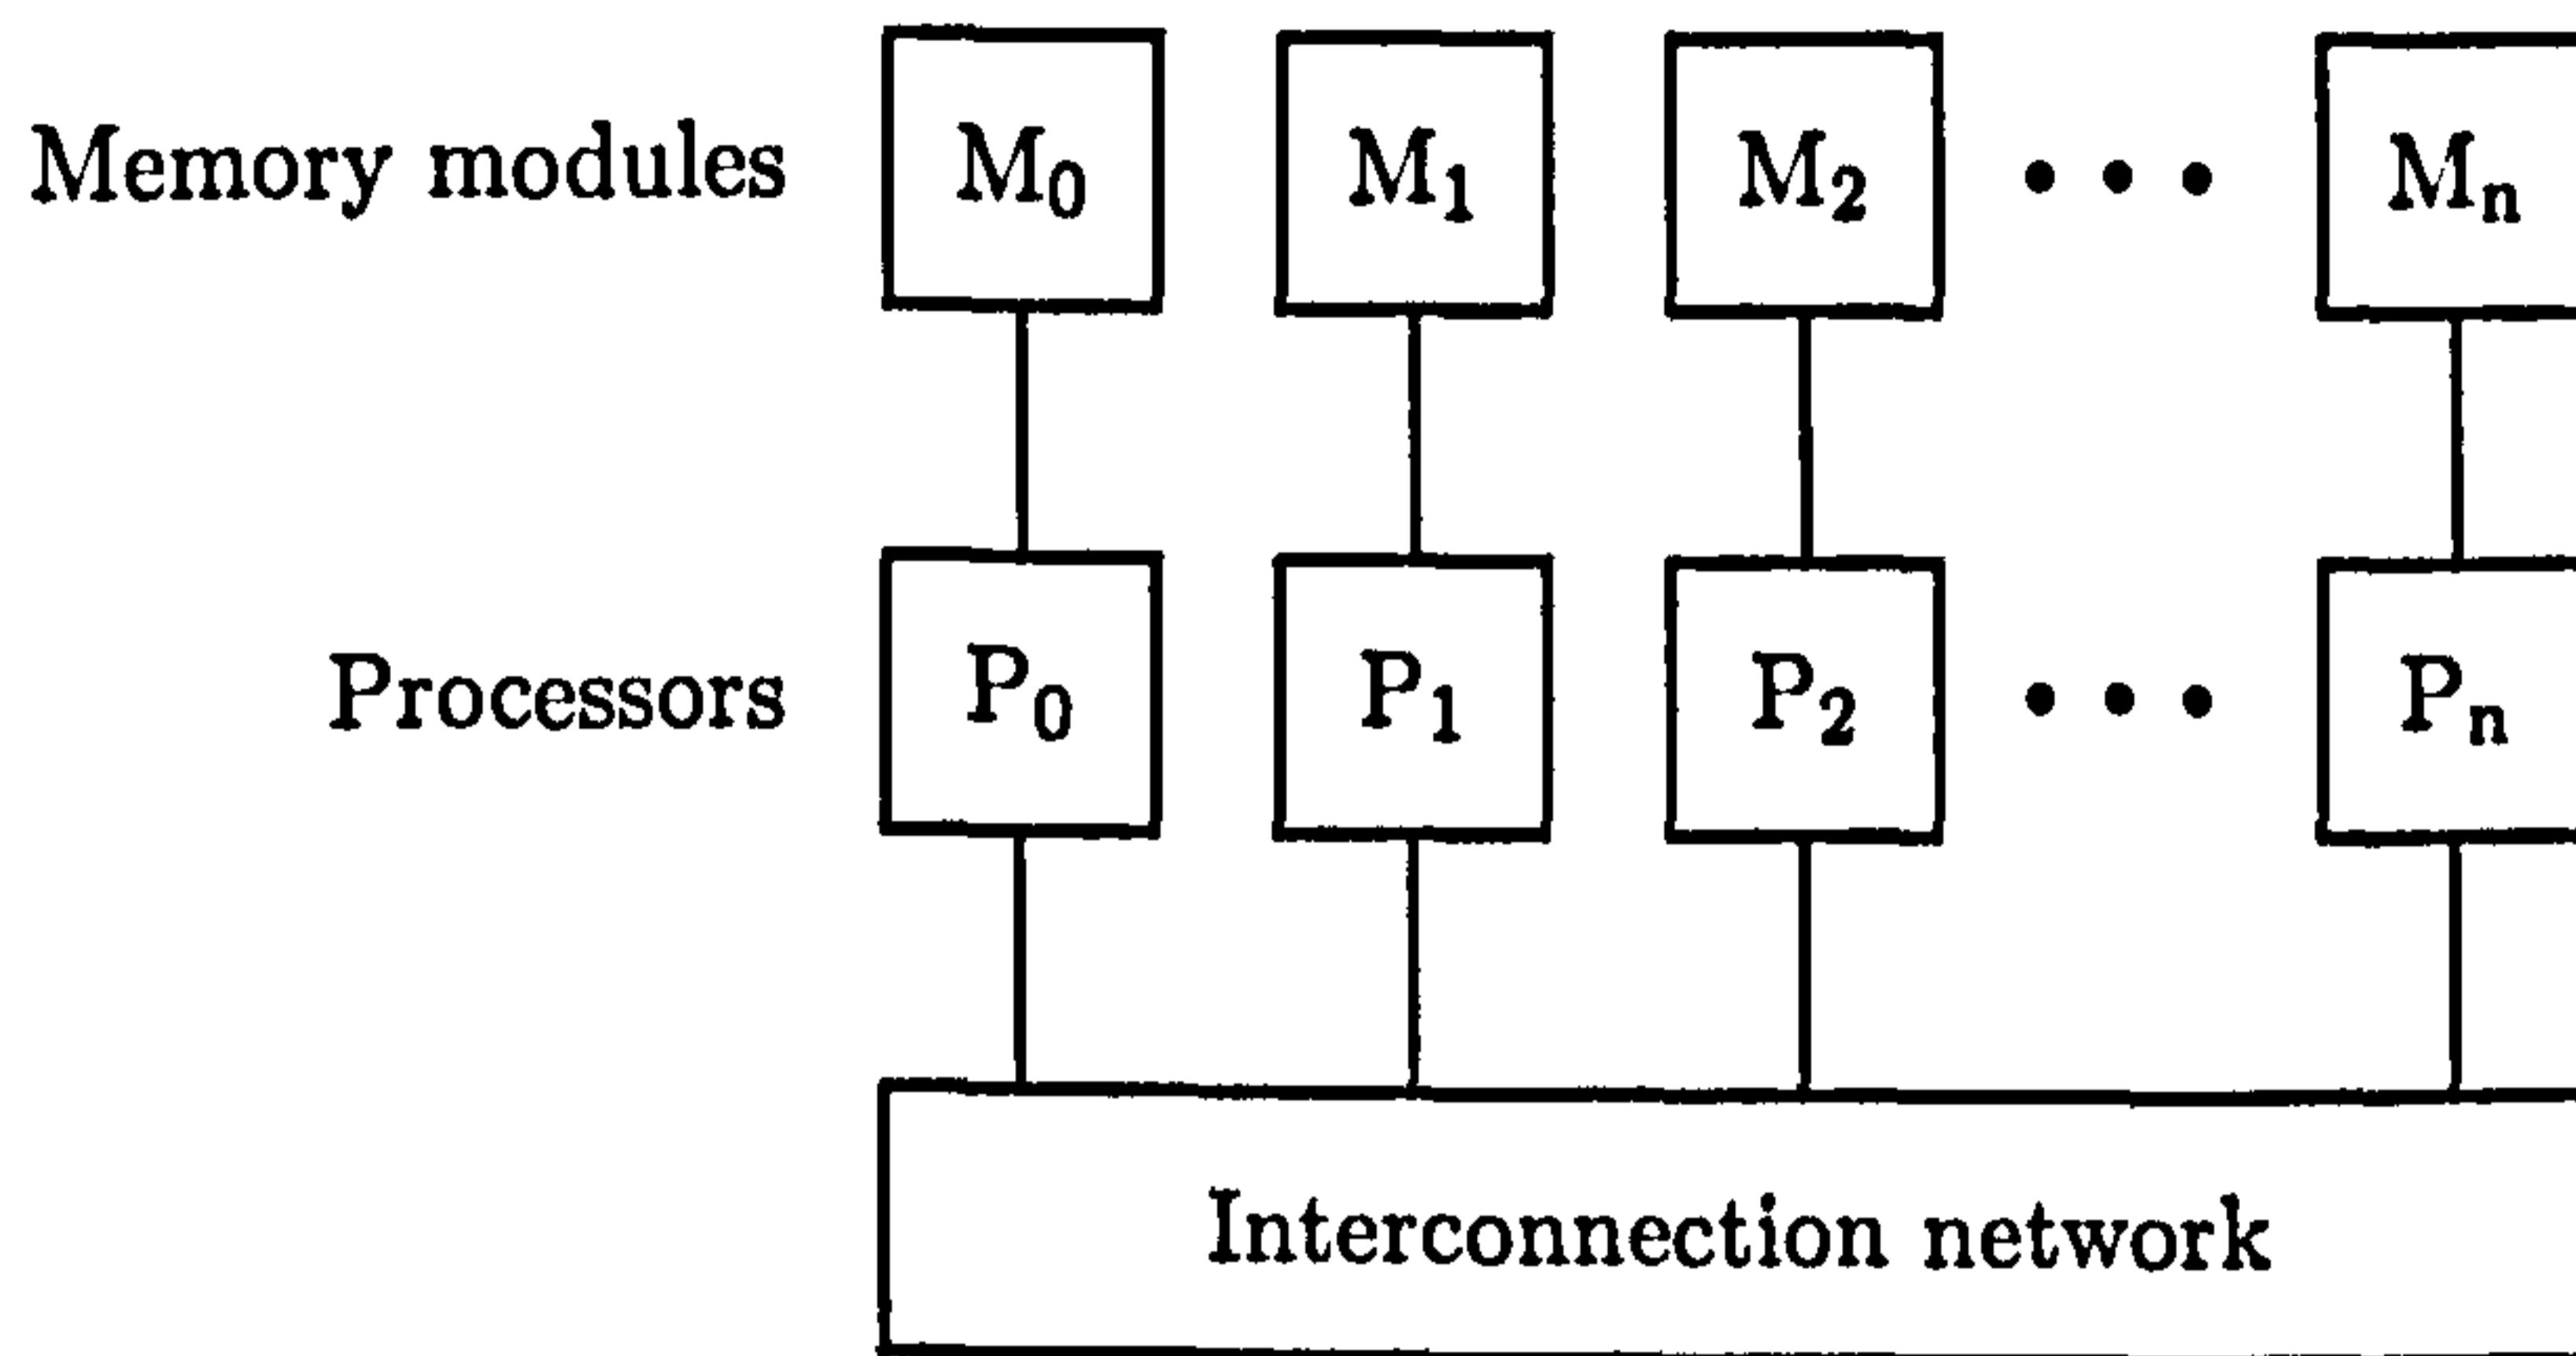 Memory modules M₀ M₁ M₂ • • • Mₙ
Processors P₀ P₁ P₂ • • • Pₙ
Interconnection network